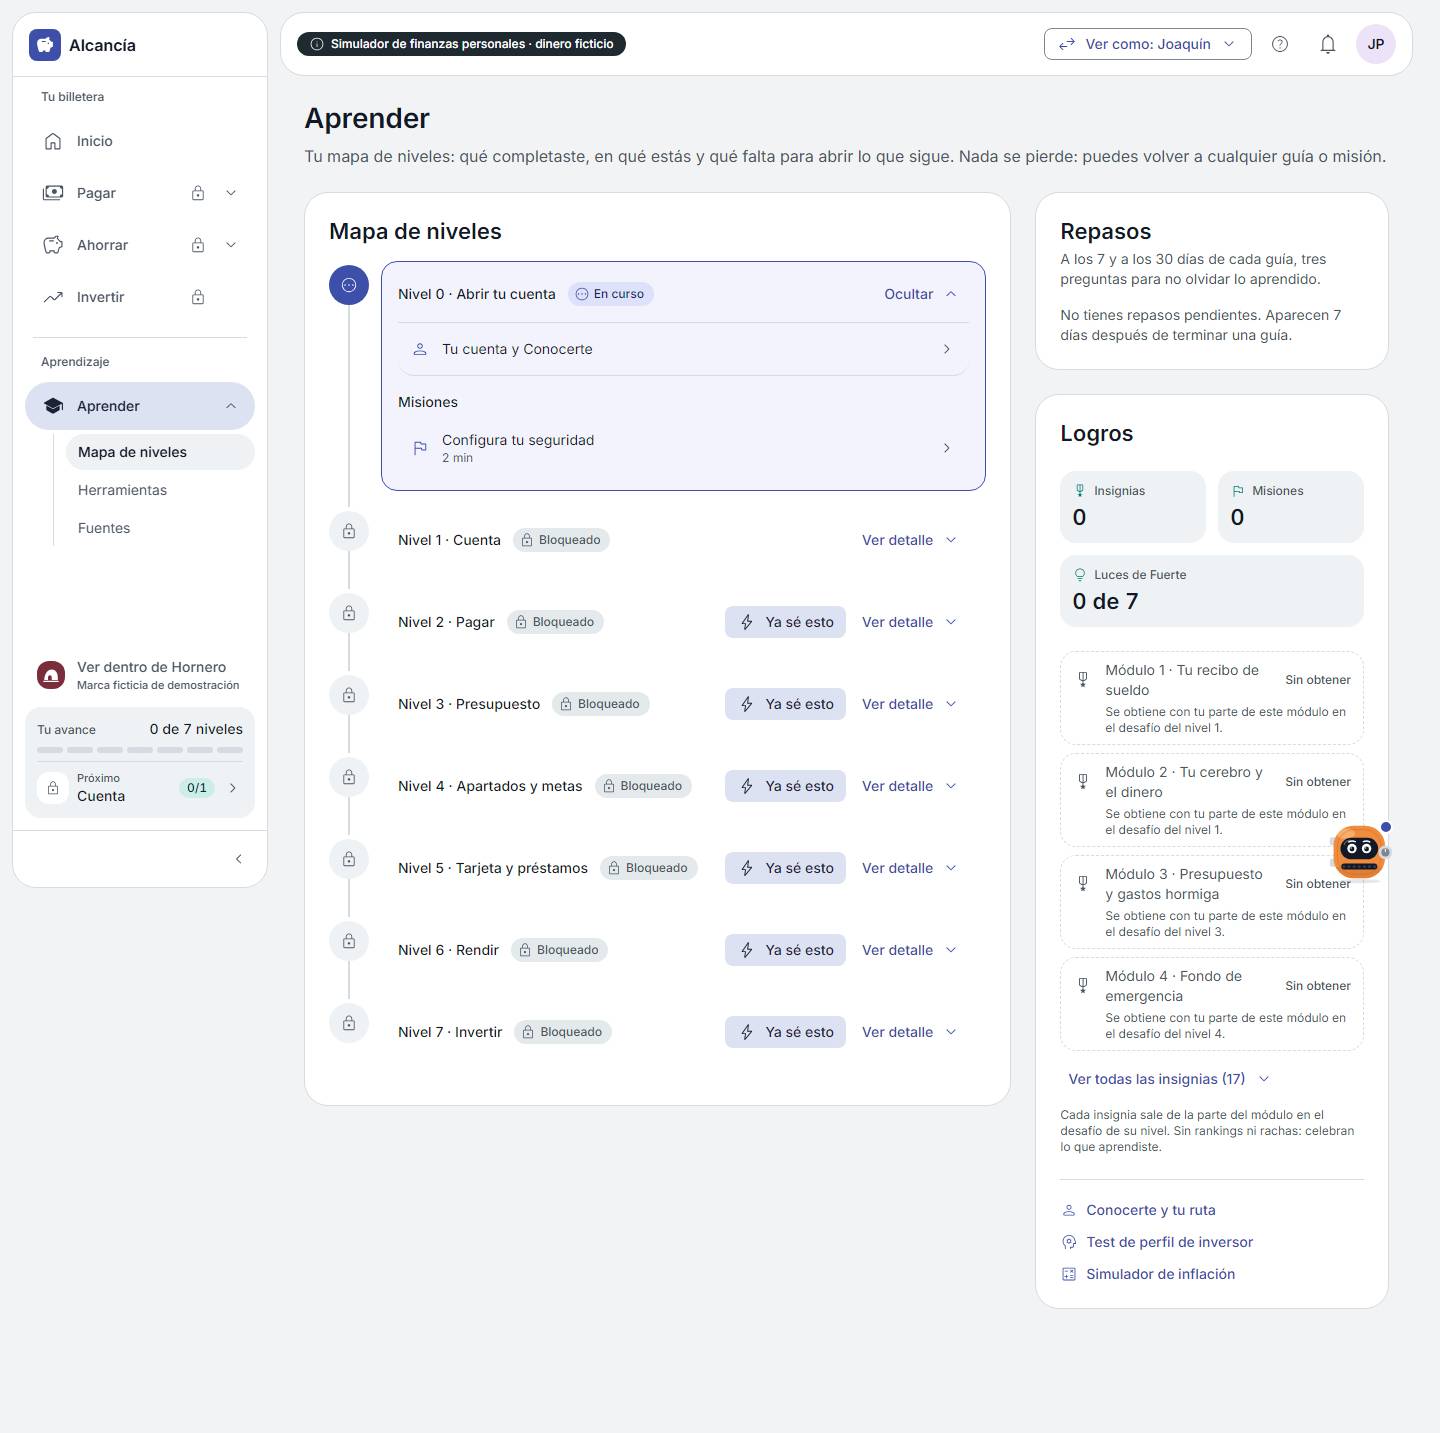 Alcancía
Tu billetera
Inicio
Pagar
Ahorrar
Invertir
Aprendizaje
Aprender
Mapa de niveles
Herramientas
Fuentes
Ver dentro de Hornero
Marca ficticia de demostración
Tu avance
0 de 7 niveles
Próximo
Cuenta
0/1
Simulador de finanzas personales · dinero ficticio
Ver como: Joaquín
JP
Aprender
Tu mapa de niveles: qué completaste, en qué estás y qué falta para abrir lo que sigue. Nada se pierde: puedes volver a cualquier guía o misión.
Mapa de niveles
Nivel 0 · Abrir tu cuenta
En curso
Ocultar
Tu cuenta y Conocerte
Misiones
Configura tu seguridad
2 min
Nivel 1 · Cuenta
Bloqueado
Ver detalle
Nivel 2 · Pagar
Bloqueado
Ya sé esto
Ver detalle
Nivel 3 · Presupuesto
Bloqueado
Ya sé esto
Ver detalle
Nivel 4 · Apartados y metas
Bloqueado
Ya sé esto
Ver detalle
Nivel 5 · Tarjeta y préstamos
Bloqueado
Ya sé esto
Ver detalle
Nivel 6 · Rendir
Bloqueado
Ya sé esto
Ver detalle
Nivel 7 · Invertir
Bloqueado
Ya sé esto
Ver detalle
Repasos
A los 7 y a los 30 días de cada guía, tres
preguntas para no olvidar lo aprendido.
No tienes repasos pendientes. Aparecen 7
días después de terminar una guía.
Logros
Insignias
0
Misiones
0
Luces de Fuerte
0 de 7
Módulo 1 · Tu recibo de
sueldo
Sin obtener
Se obtiene con tu parte de este módulo en
el desafío del nivel 1.
Módulo 2 · Tu cerebro y
el dinero
Sin obtener
Se obtiene con tu parte de este módulo en
el desafío del nivel 1.
Módulo 3 · Presupuesto
y gastos hormiga
Sin obtener
Se obtiene con tu parte de este módulo en
el desafío del nivel 3.
Módulo 4 · Fondo de
emergencia
Sin obtener
Se obtiene con tu parte de este módulo en
el desafío del nivel 4.
Ver todas las insignias (17)
Cada insignia sale de la parte del módulo en el
desafío de su nivel. Sin rankings ni rachas: celebran
lo que aprendiste.
Conocerte y tu ruta
Test de perfil de inversor
Simulador de inflación